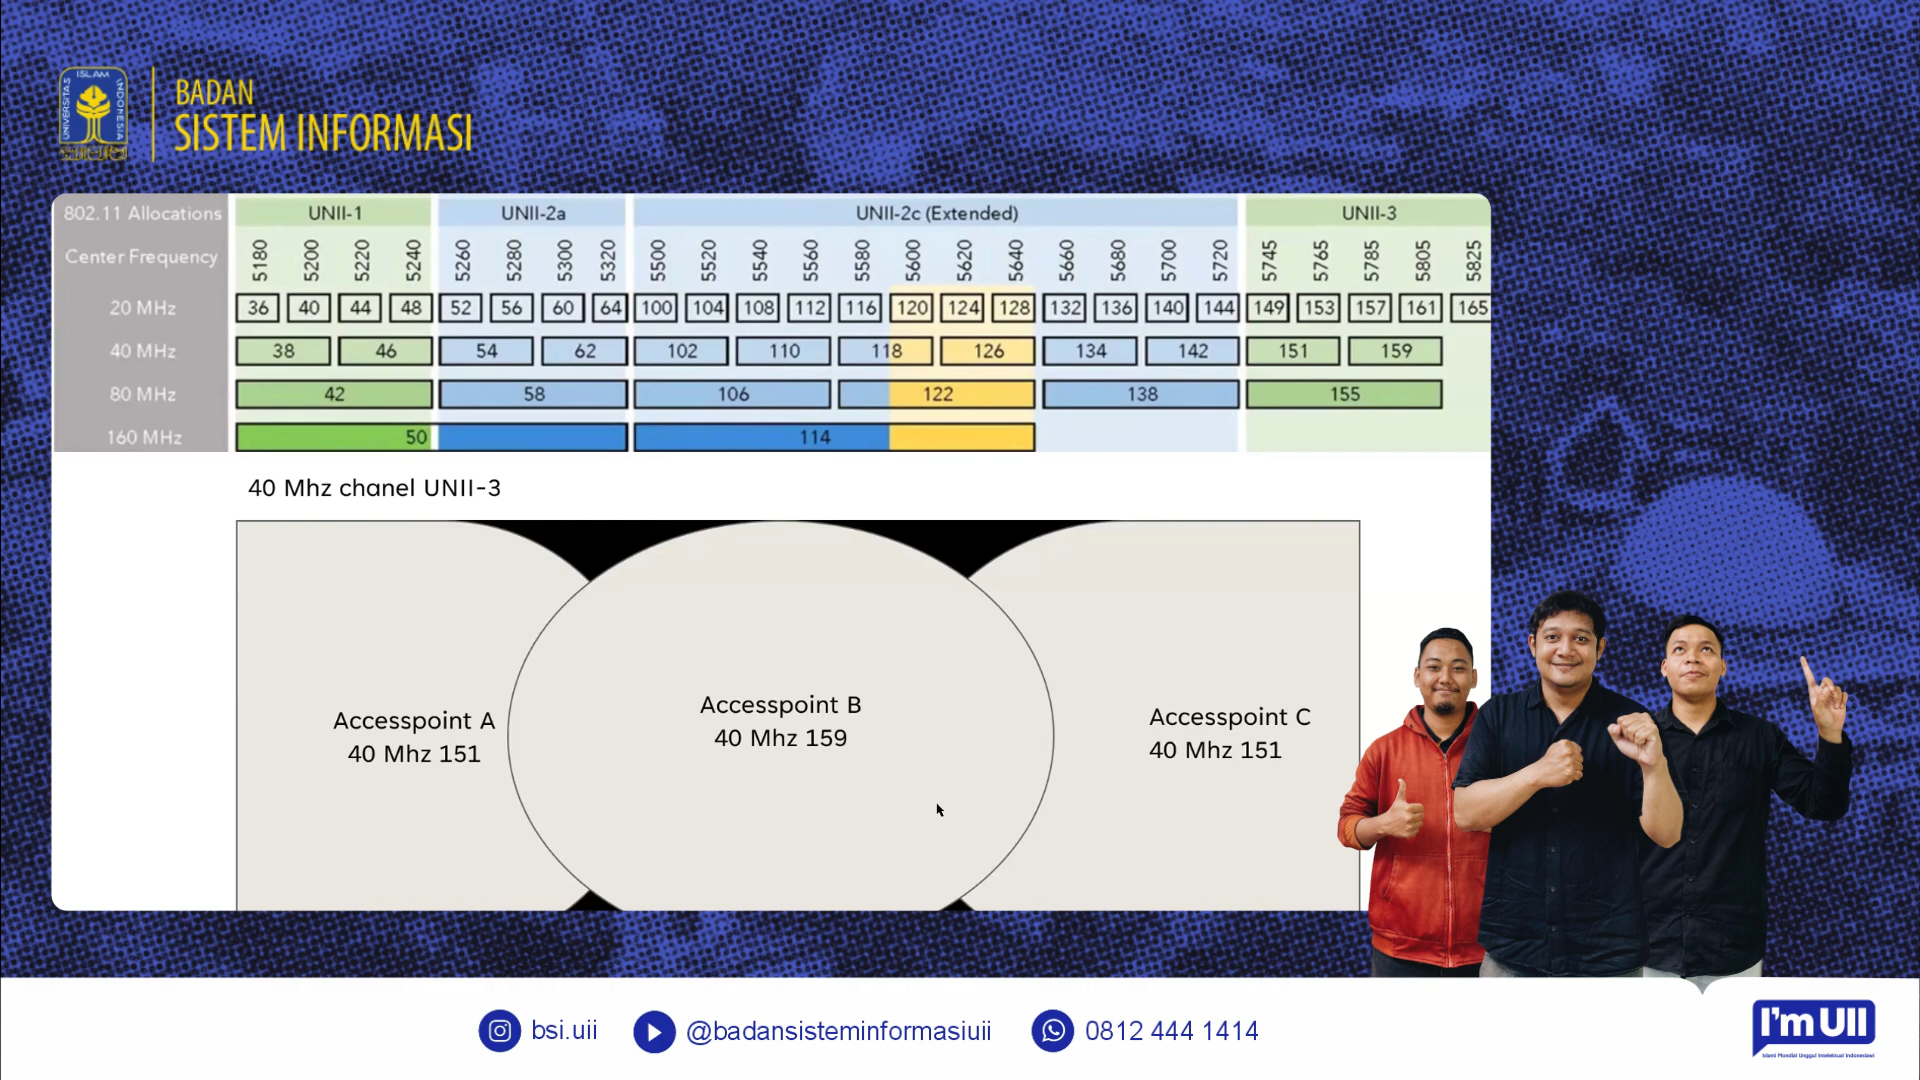 UNIVERSITAS ISLAM INDONESIA
BADAN
SISTEM INFORMASI
802.11 Allocations UNII-1 UNII-2a UNII-2c (Extended) UNII-3
Center Frequency 5180 5200 5220 5240 5260 5280 5300 5320 5500 5520 5540 5560 5580 5600 5620 5640 5660 5680 5700 5720 5745 5765 5785 5805 5825
20 MHz 36 40 44 48 52 56 60 64 100 104 108 112 116 120 124 128 132 136 140 144 149 153 157 161 165
40 MHz 38 46 54 62 102 110 118 126 134 142 151 159
80 MHz 42 58 106 122 138 155
160 MHz 50 114
40 Mhz chanel UNII-3
Accesspoint A
40 Mhz 151
Accesspoint B
40 Mhz 159
Accesspoint C
40 Mhz 151
bsi.uii @badansisteminformasiuii 0812 444 1414
I'm UII